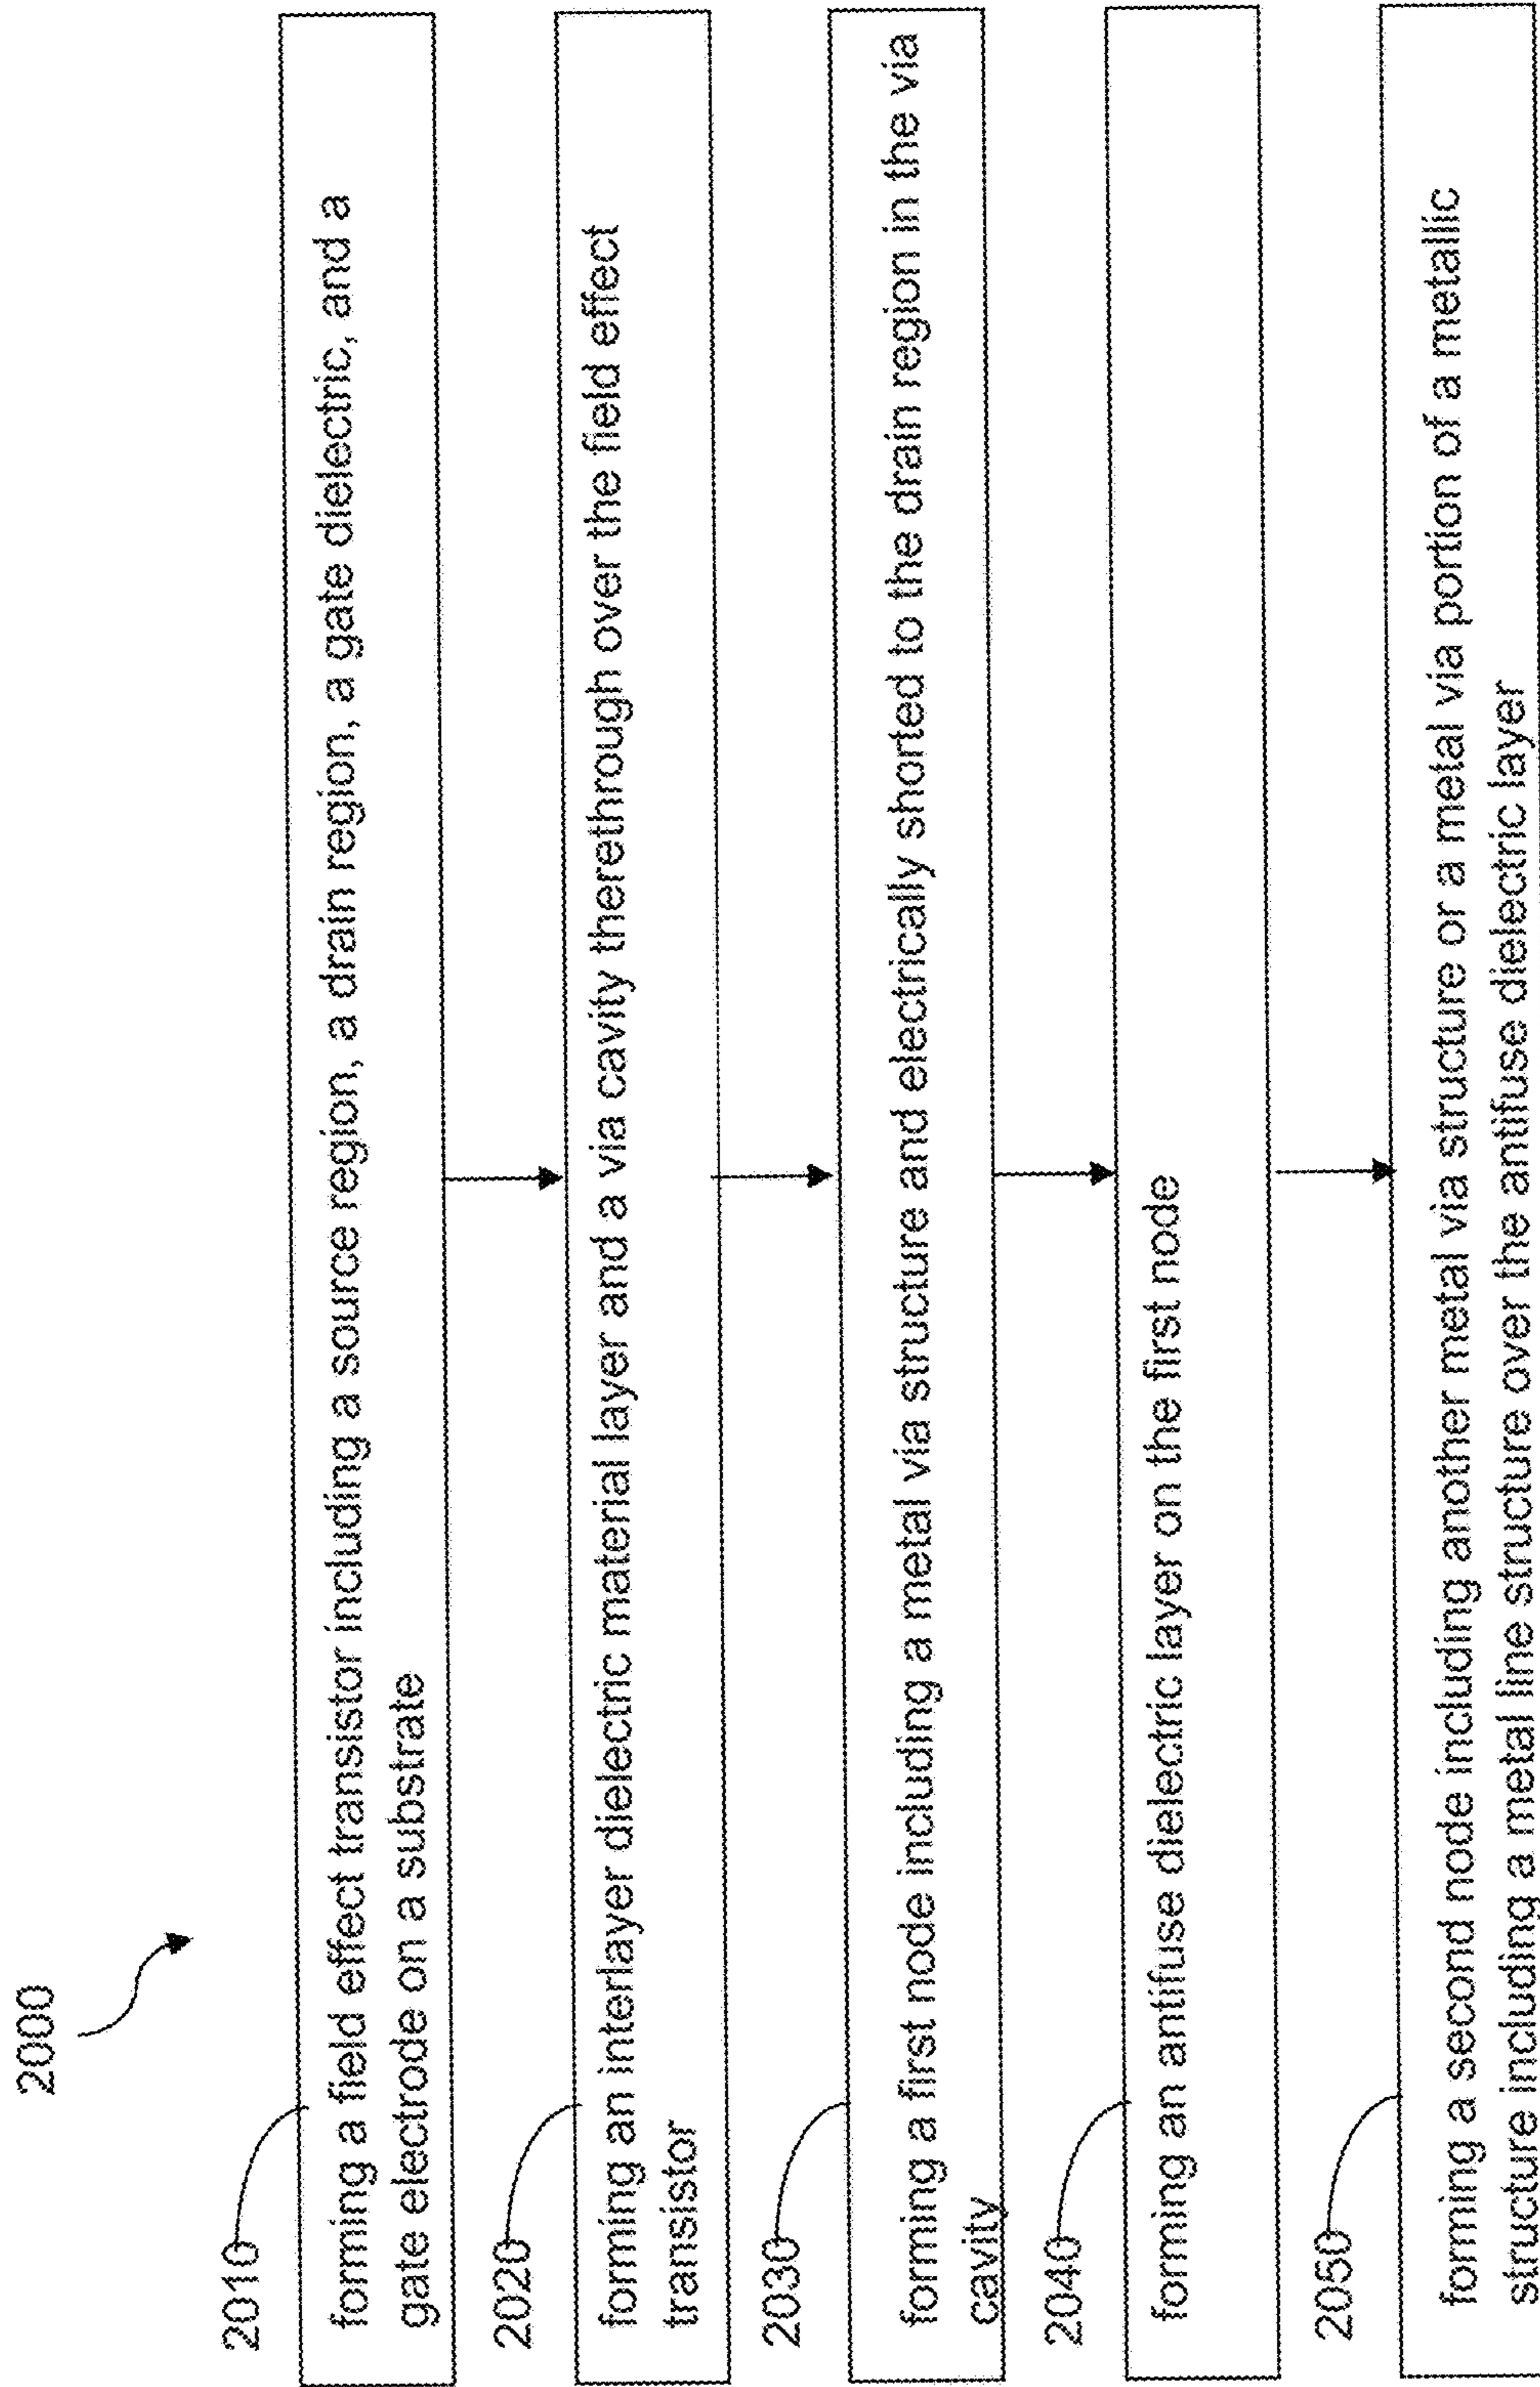 2000
2010
forming a field effect transistor including a source region, a drain region, a gate dielectric, and a
gate electrode on a substrate
2020
forming an interlayer dielectric material layer and a via cavity therethrough over the field effect
transistor
2030
forming a first node including a metal via structure and electrically shorted to the drain region in the via
cavity
2040
forming an antifuse dielectric layer on the first node
2050
forming a second node including another metal via structure or a metal via portion of a metallic
structure including a metal line structure over the antifuse dielectric layer